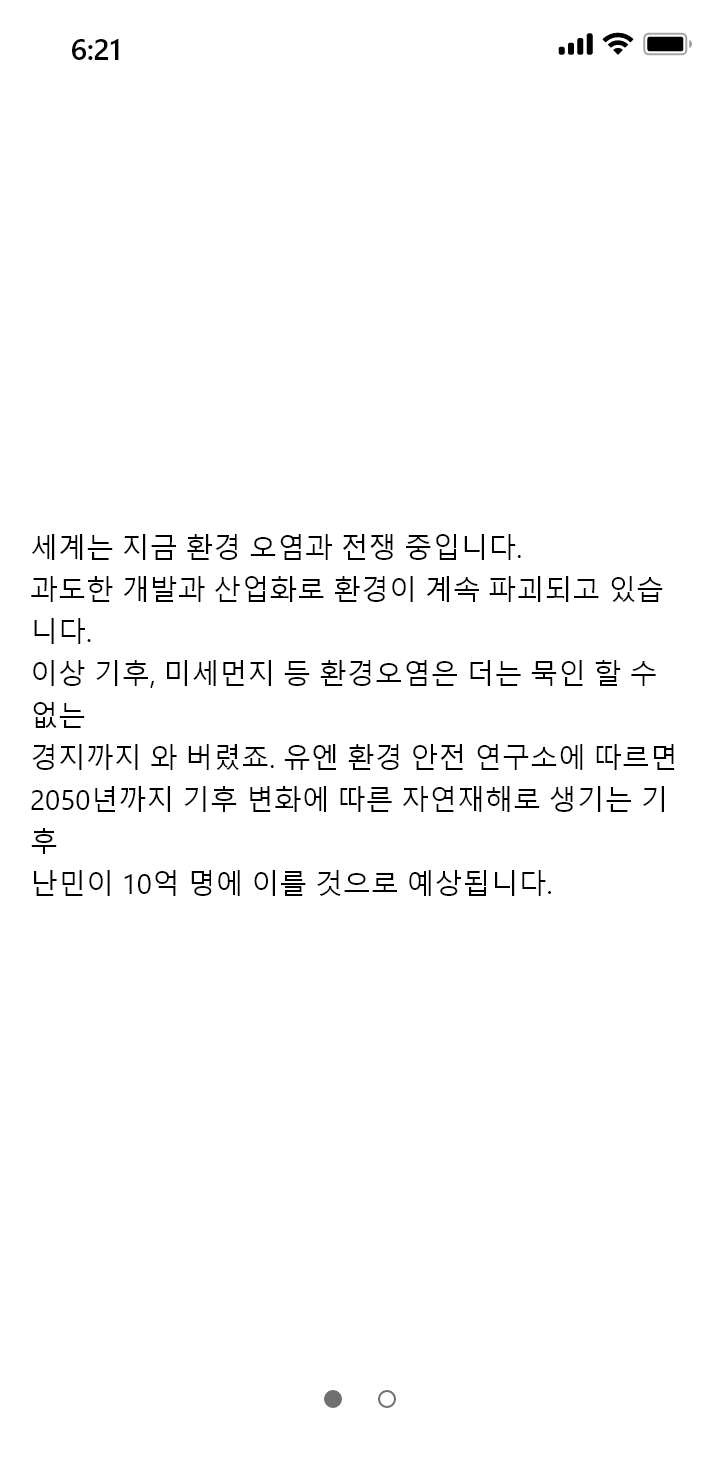 6:21
세계는 지금 환경 오염과 전쟁 중입니다.
과도한 개발과 산업화로 환경이 계속 파괴되고 있습
니다.
이상 기후, 미세먼지 등 환경오염은 더는 묵인 할 수
없는
경지까지 와 버렸죠. 유엔 환경 안전 연구소에 따르면
2050년까지 기후 변화에 따른 자연재해로 생기는 기
후
난민이 10억 명에 이를 것으로 예상됩니다.